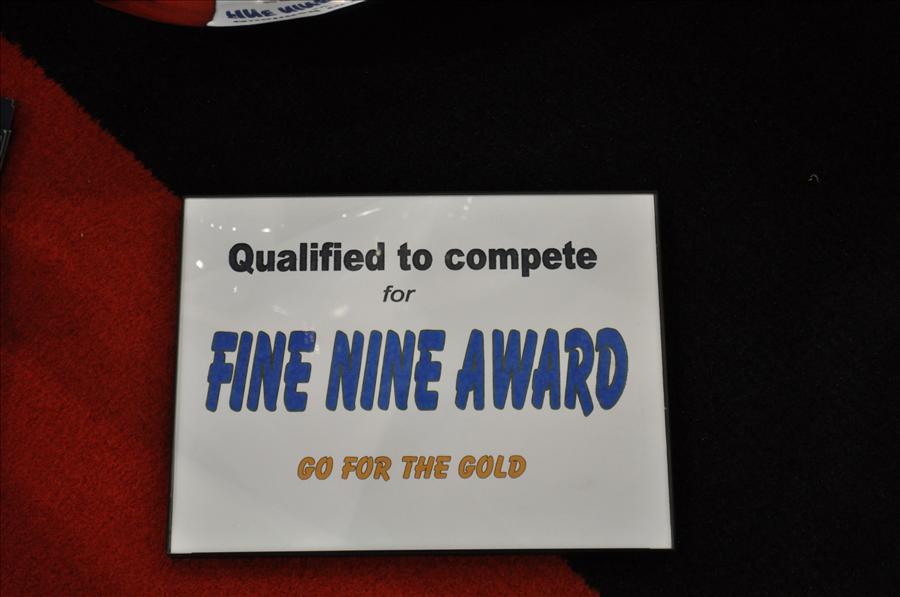 Qualified to compete
for
FINE NINE AWARD
GO FOR THE GOLD